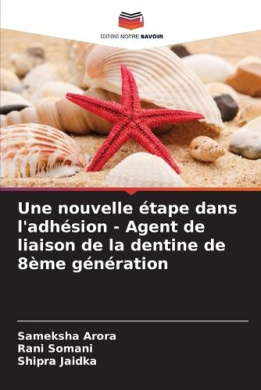 EDITIONS NOTRE SAVOIR
Une nouvelle étape dans
l'adhésion - Agent de
liaison de la dentine de
8ème génération
Sameksha Arora
Rani Somani
Shipra Jaidka